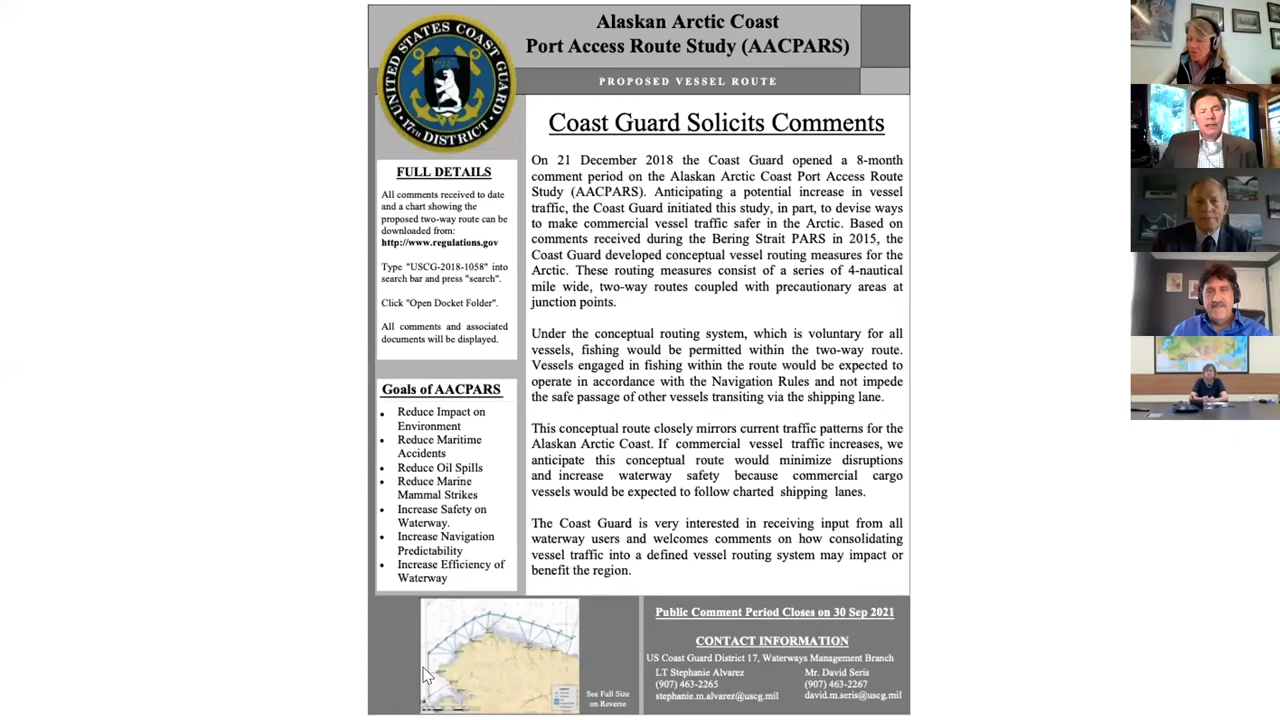 Alaskan Arctic Coast
Port Access Route Study (AACPARS)
PROPOSED VESSEL ROUTE
UNITED STATES COAST GUARD
17TH DISTRICT
FULL DETAILS
All comments received to date
and a chart showing the
proposed two-way route can be
downloaded from:
http://www.regulations.gov
Type "USCG-2018-1058" into
search bar and press "search".
Click "Open Docket Folder".
All comments and associated
documents will be displayed.
Goals of AACPARS
• Reduce Impact on
Environment
• Reduce Maritime
Accidents
• Reduce Oil Spills
• Reduce Marine
Mammal Strikes
• Increase Safety on
Waterway.
• Increase Navigation
Predictability
• Increase Efficiency of
Waterway
Coast Guard Solicits Comments
On 21 December 2018 the Coast Guard opened a 8-month
comment period on the Alaskan Arctic Coast Port Access Route
Study (AACPARS). Anticipating a potential increase in vessel
traffic, the Coast Guard initiated this study, in part, to devise ways
to make commercial vessel traffic safer in the Arctic. Based on
comments received during the Bering Strait PARS in 2015, the
Coast Guard developed conceptual vessel routing measures for the
Arctic. These routing measures consist of a series of 4-nautical
mile wide, two-way routes coupled with precautionary areas at
junction points.
Under the conceptual routing system, which is voluntary for all
vessels, fishing would be permitted within the two-way route.
Vessels engaged in fishing within the route would be expected to
operate in accordance with the Navigation Rules and not impede
the safe passage of other vessels transiting via the shipping lane.
This conceptual route closely mirrors current traffic patterns for the
Alaskan Arctic Coast. If commercial vessel traffic increases, we
anticipate this conceptual route would minimize disruptions
and increase waterway safety because commercial cargo
vessels would be expected to follow charted shipping lanes.
The Coast Guard is very interested in receiving input from all
waterway users and welcomes comments on how consolidating
vessel traffic into a defined vessel routing system may impact or
benefit the region.
See Full Size
on Reverse
Public Comment Period Closes on 30 Sep 2021
CONTACT INFORMATION
US Coast Guard District 17, Waterways Management Branch
LT Stephanie Alvarez
(907) 463-2265
stephanie.m.alvarez@uscg.mil
Mr. David Seris
(907) 463-2267
david.m.seris@uscg.mil